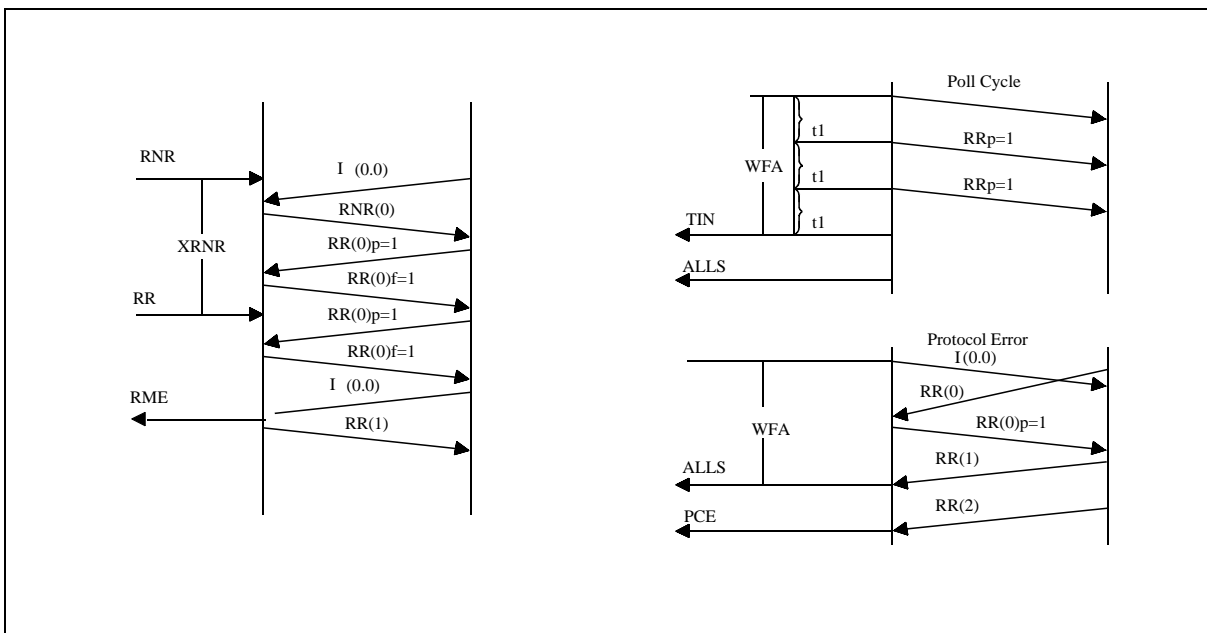 RNR
I (0.0)
RNR(0)
XRNR
RR(0)p=1
RR(0)f=1
RR
RR(0)p=1
RR(0)f=1
I (0.0)
RME
RR(1)
Poll Cycle
t1
RRp=1
WFA
t1
RRp=1
TIN
t1
ALLS
Protocol Error
I(0.0)
RR(0)
WFA
RR(0)p=1
ALLS
RR(1)
PCE
RR(2)